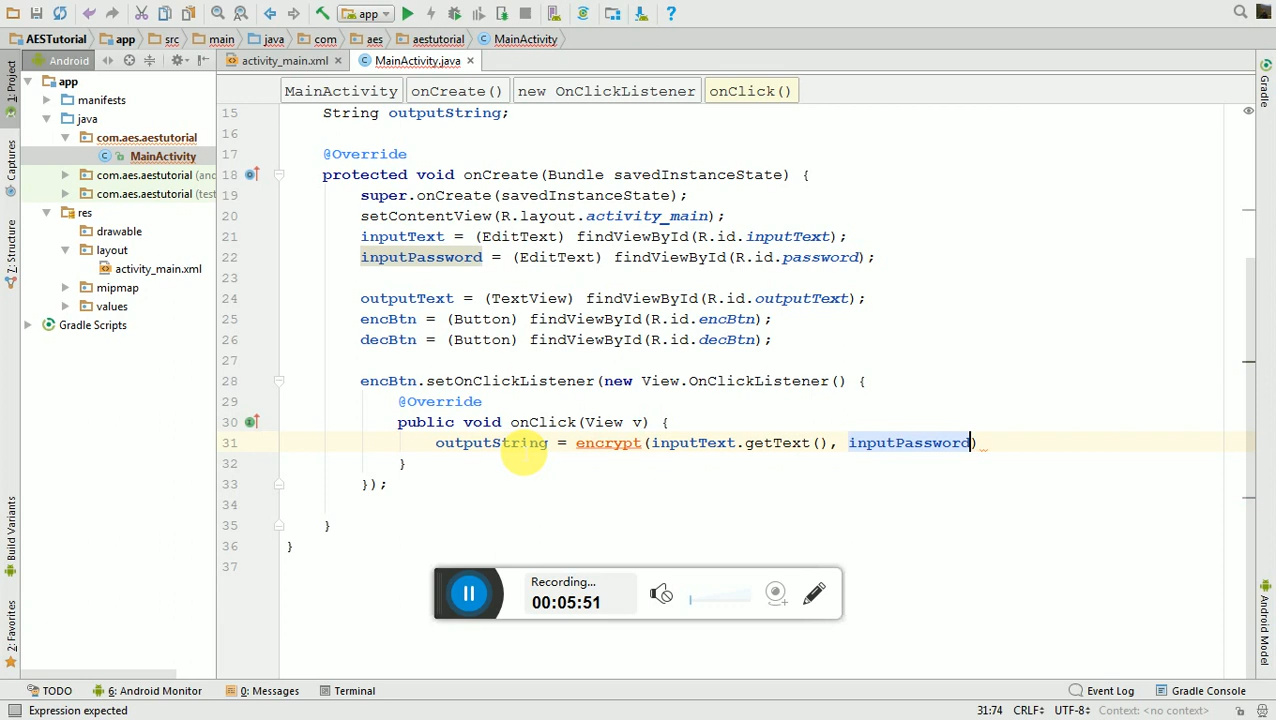 app
AESTutorial app src main java com aes aestutorial MainActivity
Android activity_main.xml MainActivity.java
MainActivity onCreate() new OnClickListener onClick()
1: Project
Captures
7: Structure
Build Variants
2: Favorites
app
manifests
java
com.aes.aestutorial
MainActivity
com.aes.aestutorial (and
com.aes.aestutorial (test
res
drawable
layout
activity_main.xml
mipmap
values
Gradle Scripts
15 String outputString;
16
17 @Override
18 protected void onCreate(Bundle savedInstanceState) {
19 super.onCreate(savedInstanceState);
20 setContentView(R.layout.activity_main);
21 inputText = (EditText) findViewById(R.id.inputText);
22 inputPassword = (EditText) findViewById(R.id.password);
23
24 outputText = (TextView) findViewById(R.id.outputText);
25 encBtn = (Button) findViewById(R.id.encBtn);
26 decBtn = (Button) findViewById(R.id.decBtn);
27
28 encBtn.setOnClickListener(new View.OnClickListener() {
29 @Override
30 public void onClick(View v) {
31 outputString = encrypt(inputText.getText(), inputPassword)
32 }
33 });
34
35 }
36 }
37
Recording...
00:05:51
Gradle
Android Model
TODO 6: Android Monitor 0: Messages Terminal Event Log Gradle Console
Expression expected 31:74 CRLF UTF-8 Context: <no context>